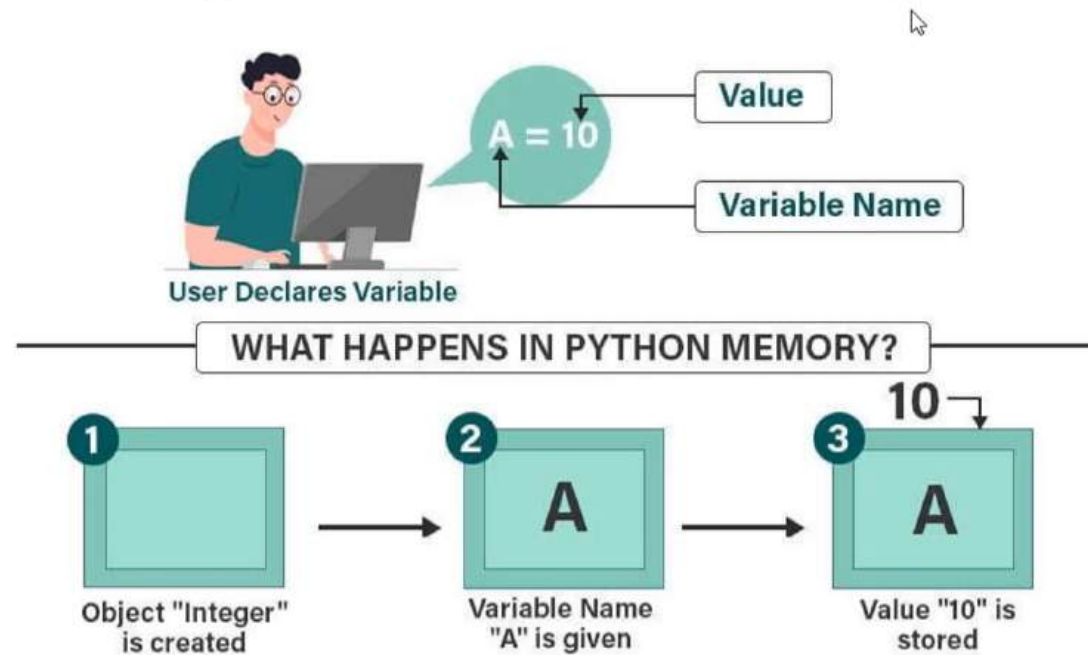 A = 10
Value
Variable Name
User Declares Variable
WHAT HAPPENS IN PYTHON MEMORY?
1
Object "Integer"
is created
2
A
Variable Name
"A" is given
10
3
A
Value "10" is
stored